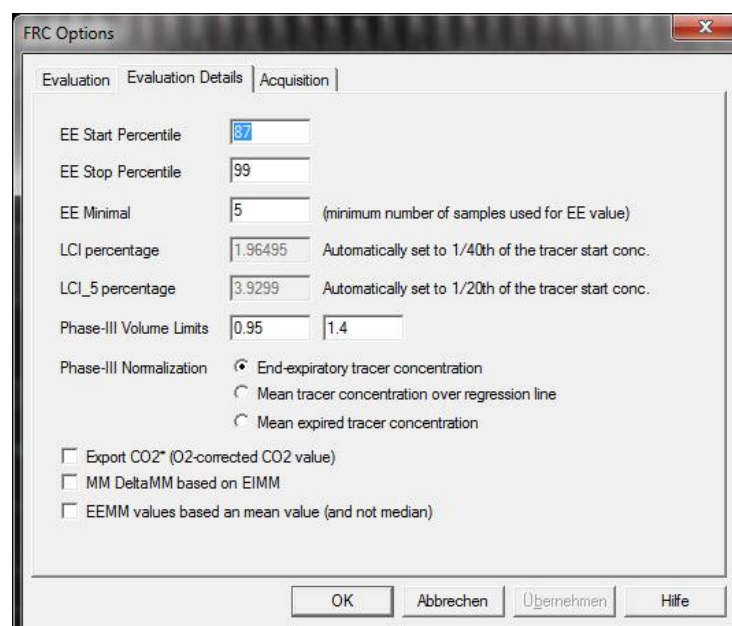 FRC Options
Evaluation Evaluation Details Acquisition
EE Start Percentile 87
EE Stop Percentile 99
EE Minimal 5 (minimum number of samples used for EE value)
LCI percentage 1.96495 Automatically set to 1/40th of the tracer start conc.
LCI_5 percentage 3.9299 Automatically set to 1/20th of the tracer start conc.
Phase-III Volume Limits 0.95 1.4
Phase-III Normalization End-expiratory tracer concentration
Mean tracer concentration over regression line
Mean expired tracer concentration
Export CO2* (O2-corrected CO2 value)
MM DeltaMM based on EIMM
EEMM values based an mean value (and not median)
OK Abbrechen Übernehmen Hilfe